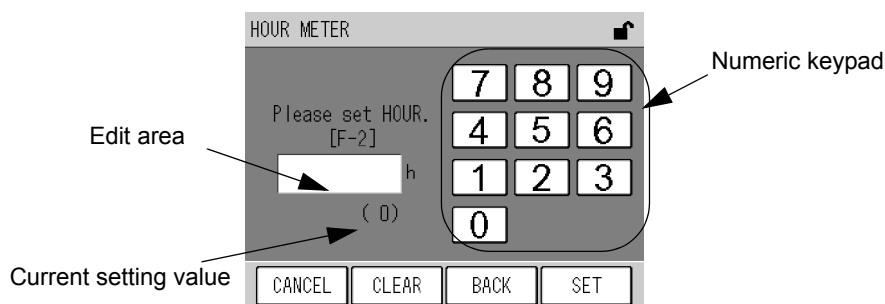 HOUR METER
Numeric keypad
7 8 9
Please set HOUR.
[F-2]
4 5 6
Edit area
h
1 2 3
( 0)
0
Current setting value
CANCEL CLEAR BACK SET